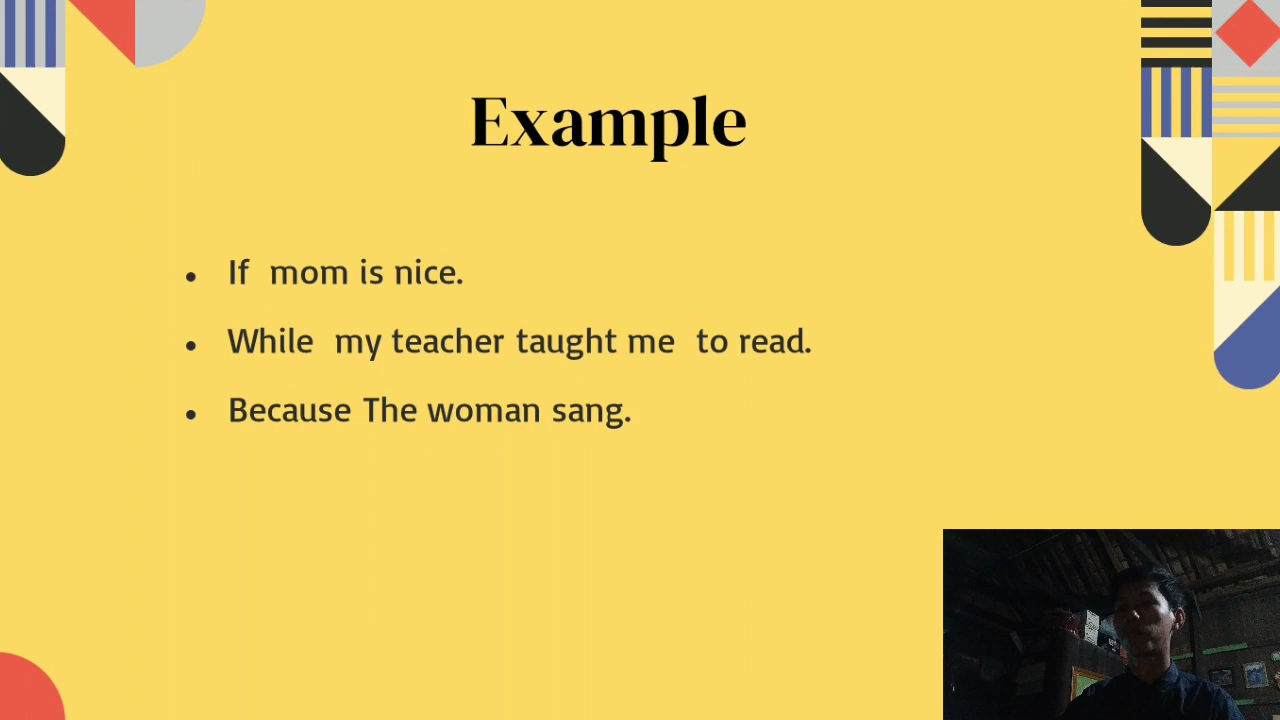 Example
• If mom is nice.
• While my teacher taught me to read.
• Because The woman sang.